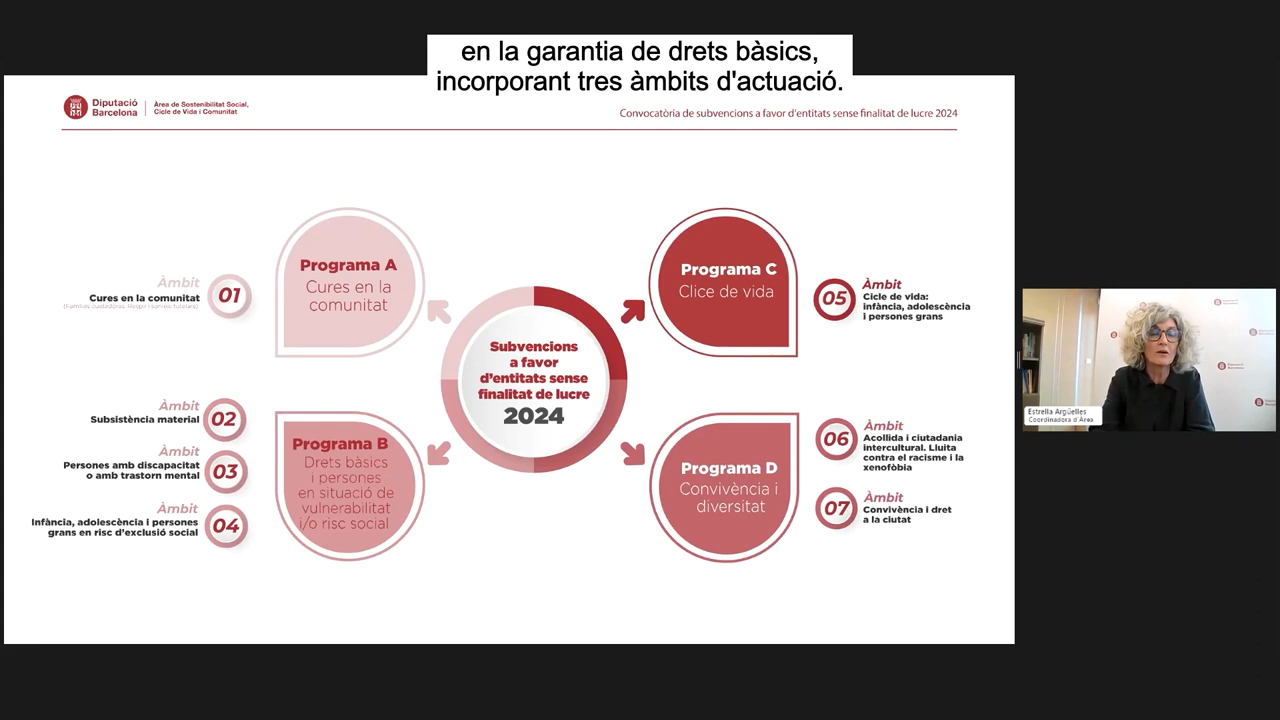 en la garantia de drets bàsics,
incorporant tres àmbits d'actuació.
Diputació
Barcelona
Àrea de Sostenibilitat Social,
Cicle de Vida i Comunitat
Convocatòria de subvencions a favor d'entitats sense finalitat de lucre 2024
Àmbit
01
Cures en la comunitat
Programa A
Cures en la
comunitat
Programa C
Clice de vida
Àmbit
05
Cicle de vida:
infància, adolescència
i persones grans
Subvencions
a favor
d'entitats sense
finalitat de lucre
2024
Àmbit
02
Subsistència material
Àmbit
03
Persones amb discapacitat
o amb trastorn mental
Àmbit
04
Infància, adolescència i persones
grans en risc d'exclusió social
Programa B
Drets bàsics
i persones
en situació de
vulnerabilitat
i/o risc social
Programa D
Convivència i
diversitat
Àmbit
06
Acollida i ciutadania
intercultural. Lluita
contra el racisme i la
xenofòbia
Àmbit
07
Convivència i dret
a la ciutat
Estrella Argüelles
Coordinadora d'Àrea